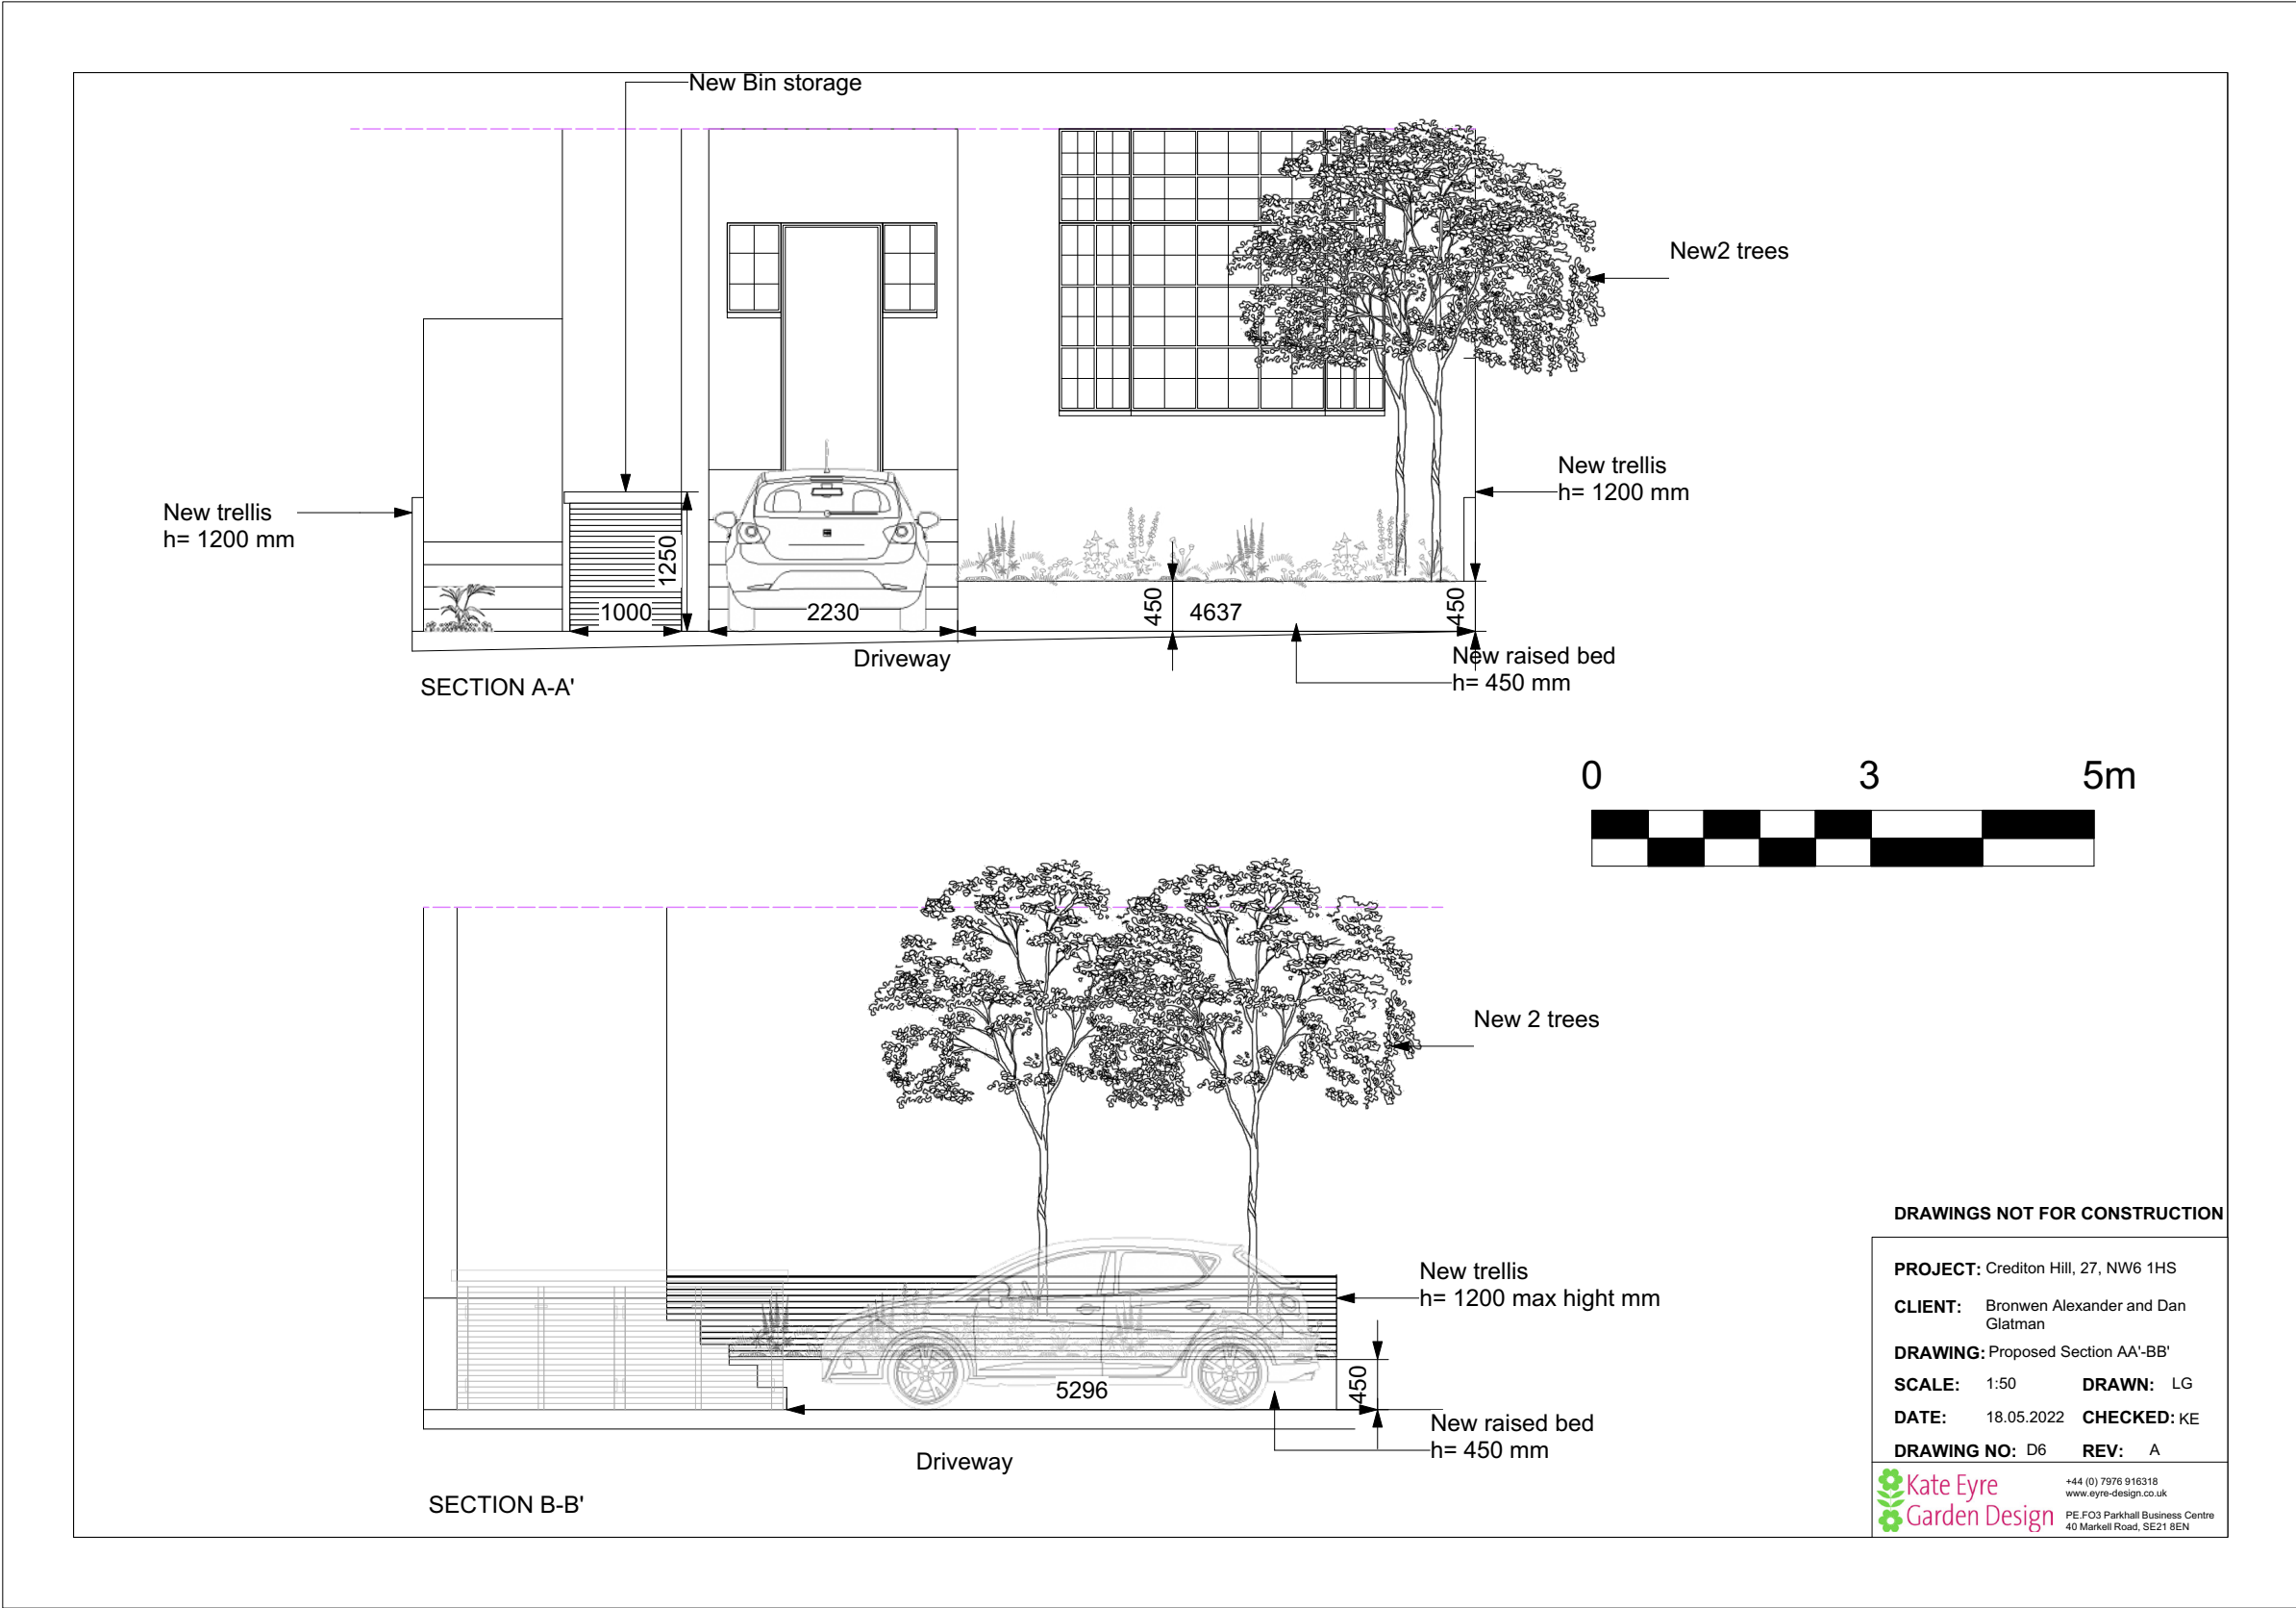 New Bin storage
New2 trees
New trellis
h= 1200 mm
New trellis
h= 1200 mm
1250
1000
2230
450
4637
450
Driveway
New raised bed
h= 450 mm
SECTION A-A'
0 3 5m
New 2 trees
New trellis
h= 1200 max hight mm
5296
450
New raised bed
h= 450 mm
Driveway
SECTION B-B'
DRAWINGS NOT FOR CONSTRUCTION
PROJECT: Crediton Hill, 27, NW6 1HS
CLIENT: Bronwen Alexander and Dan
Glatman
DRAWING: Proposed Section AA'-BB'
SCALE: 1:50 DRAWN: LG
DATE: 18.05.2022 CHECKED: KE
DRAWING NO: D6 REV: A
Kate Eyre
Garden Design
+44 (0) 7976 916318
www.eyre-design.co.uk
PE.FO3 Parkhall Business Centre
40 Markell Road, SE21 8EN